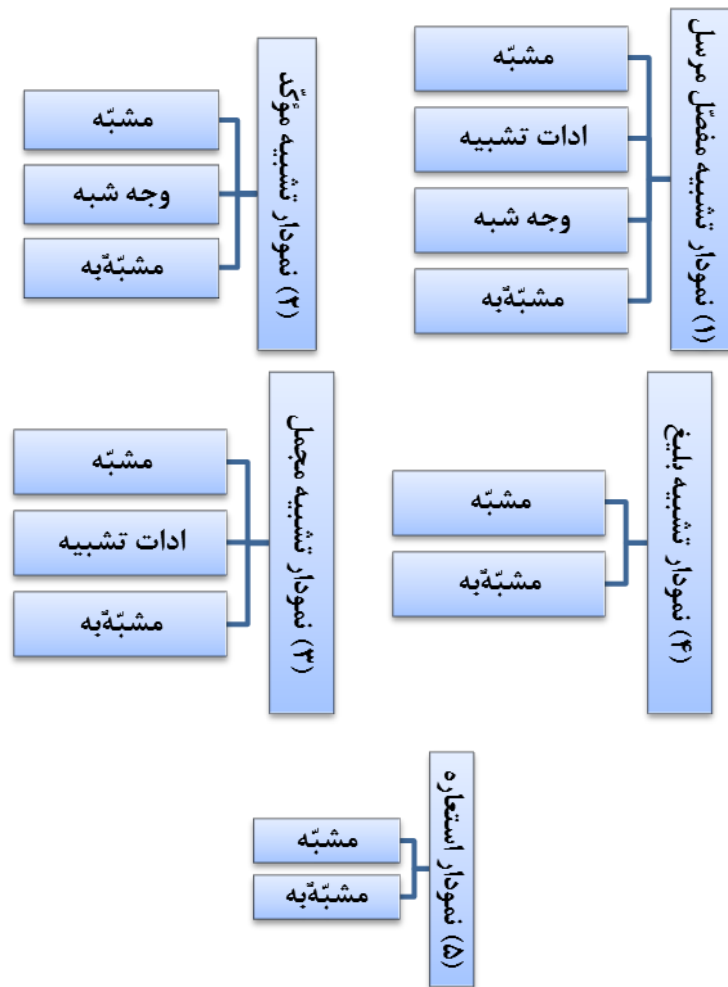 (۱) نمودار تشبیه مفصّل مرسل
مشبّه
ادات تشبیه
وجه شبه
مشبّهٌ‌به
(۲) نمودار تشبیه مؤکّد
مشبّه
وجه شبه
مشبّهٌ‌به
(۴) نمودار تشبیه بلیغ
مشبّه
مشبّهٌ‌به
(۳) نمودار تشبیه مجمل
مشبّه
ادات تشبیه
مشبّهٌ‌به
(۵) نمودار استعاره
مشبّه
مشبّهٌ‌به